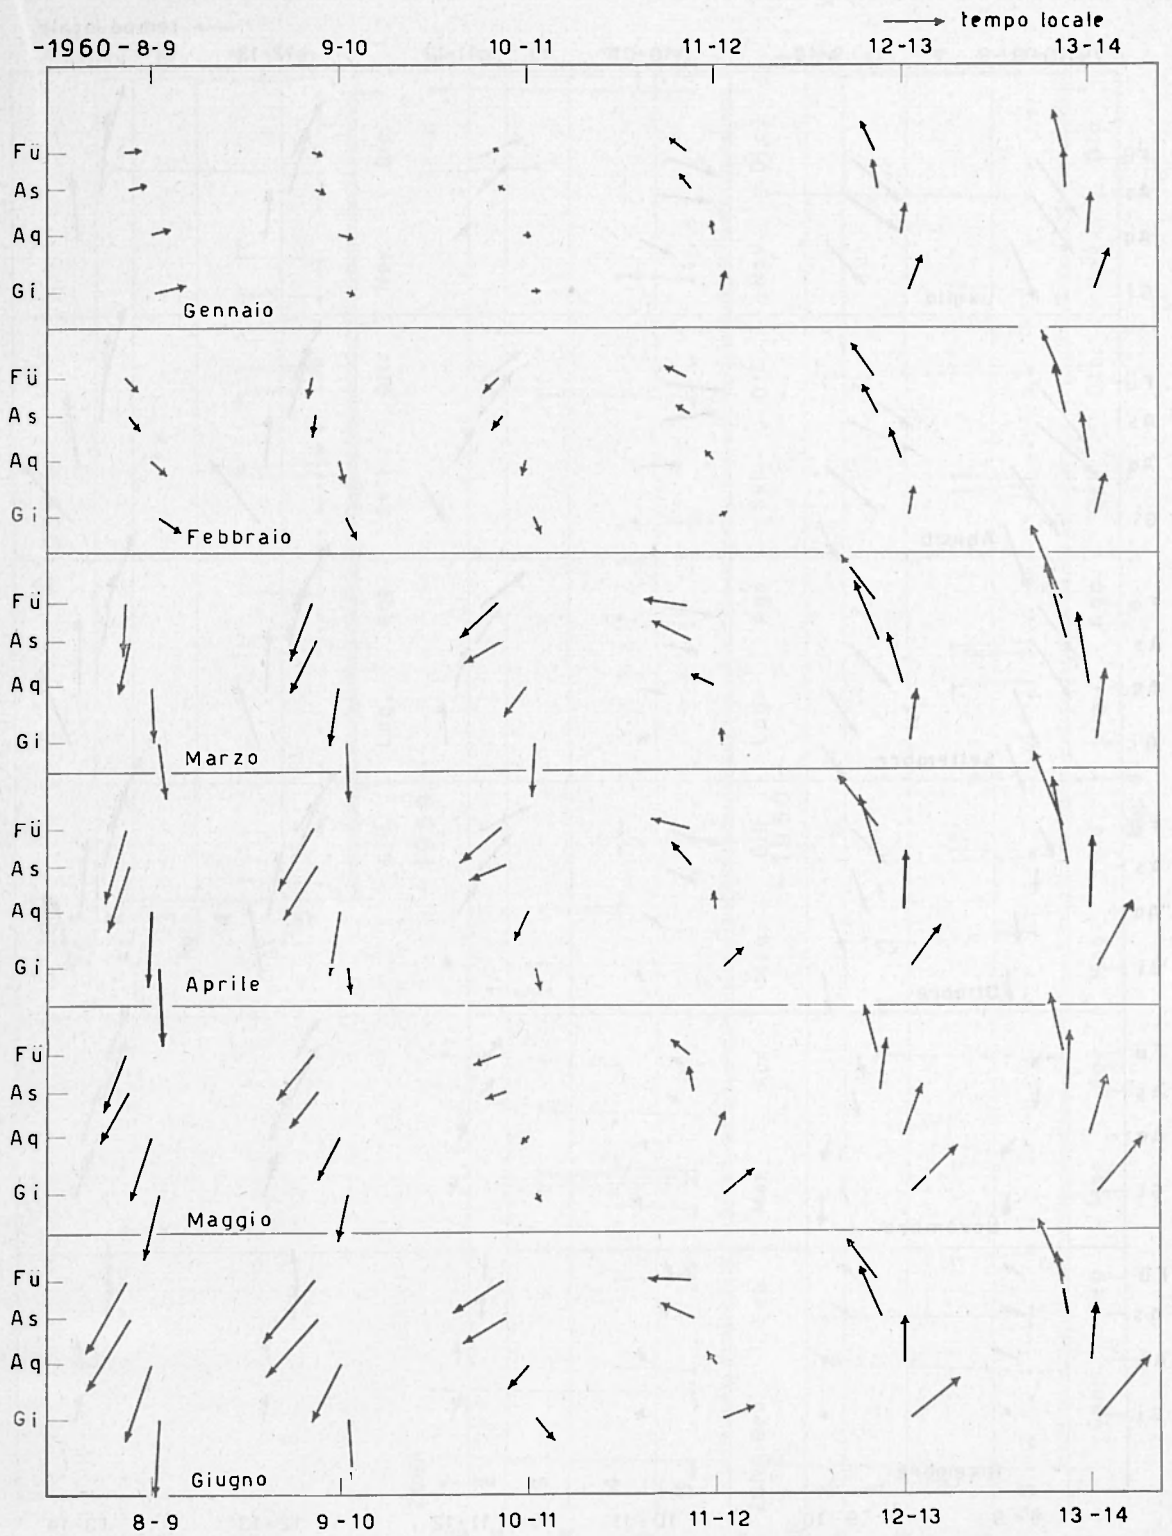 tempo locale
-1960 - 8-9 9-10 10-11 11-12 12-13 13-14
Fü
As
Aq
Gi
Gennaio
Fü
As
Aq
Gi
Febbraio
Fü
As
Aq
Gi
Marzo
Fü
As
Aq
Gi
Aprile
Fü
As
Aq
Gi
Maggio
Fü
As
Aq
Gi
Giugno
8-9 9-10 10-11 11-12 12-13 13-14